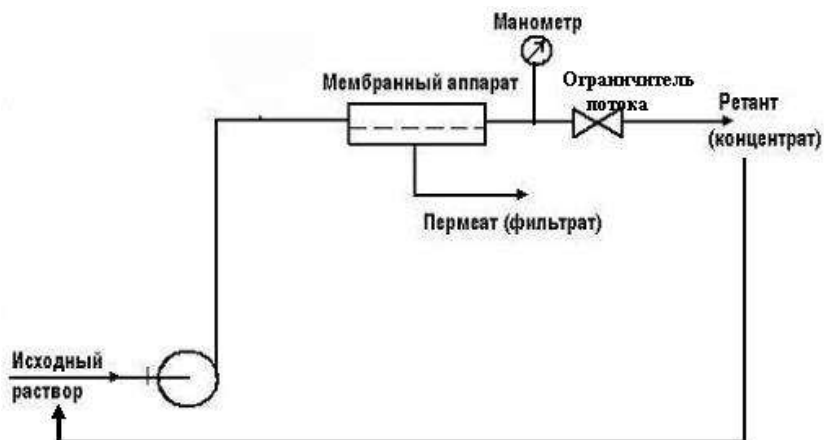 Манометр
Мембранный аппарат
Ограничитель
потока
Ретант
(концентрат)
Пермеат (фильтрат)
Исходный
раствор